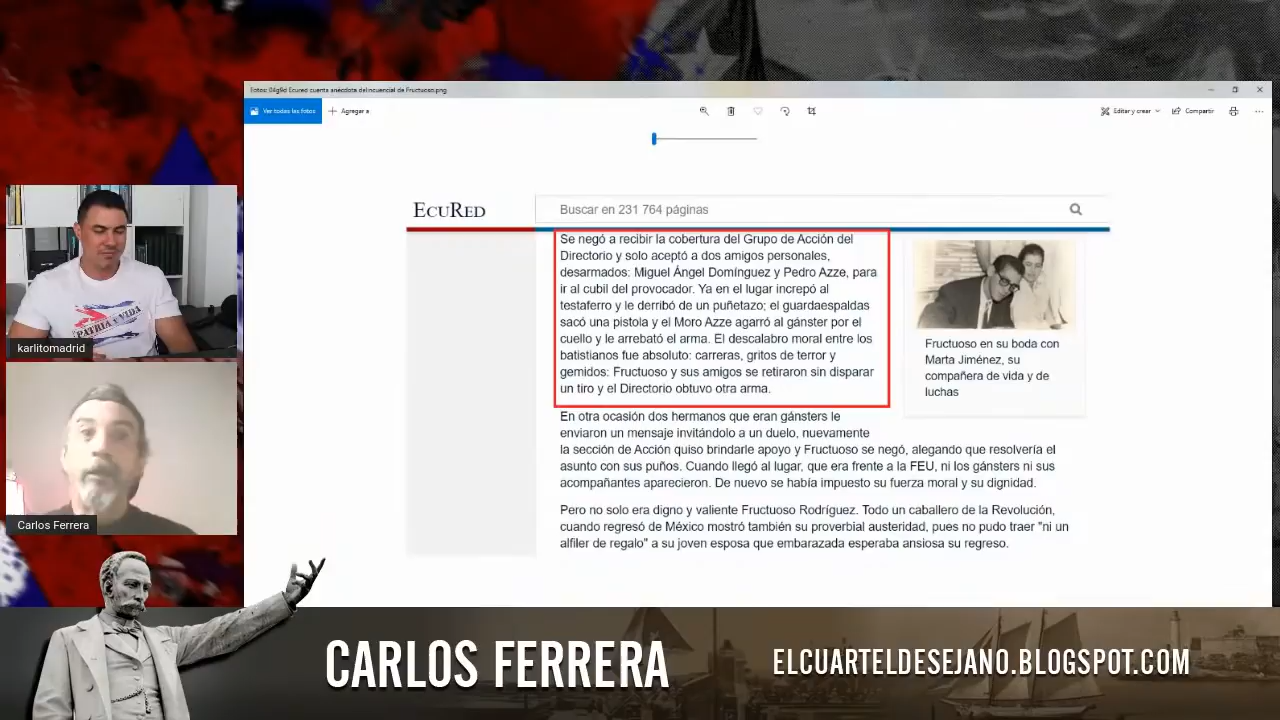 Fotos: 04g9d Ecured cuenta anécdota delincuencial de Fructuoso.png
Ver todas las fotos
Agregar a
Editar y crear
Compartir
ECURED
Buscar en 231 764 páginas
Se negó a recibir la cobertura del Grupo de Acción del
Directorio y solo aceptó a dos amigos personales,
desarmados: Miguel Ángel Domínguez y Pedro Azze, para
ir al cubil del provocador. Ya en el lugar increpó al
testaferro y le derribó de un puñetazo; el guardaespaldas
sacó una pistola y el Moro Azze agarró al gánster por el
cuello y le arrebató el arma. El descalabro moral entre los
batistianos fue absoluto: carreras, gritos de terror y
gemidos: Fructuoso y sus amigos se retiraron sin disparar
un tiro y el Directorio obtuvo otra arma.
Fructuoso en su boda con
Marta Jiménez, su
compañera de vida y de
luchas
En otra ocasión dos hermanos que eran gánsters le
enviaron un mensaje invitándolo a un duelo, nuevamente
la sección de Acción quiso brindarle apoyo y Fructuoso se negó, alegando que resolvería el
asunto con sus puños. Cuando llegó al lugar, que era frente a la FEU, ni los gánsters ni sus
acompañantes aparecieron. De nuevo se había impuesto su fuerza moral y su dignidad.
Pero no solo era digno y valiente Fructuoso Rodríguez. Todo un caballero de la Revolución,
cuando regresó de México mostró también su proverbial austeridad, pues no pudo traer "ni un
alfiler de regalo" a su joven esposa que embarazada esperaba ansiosa su regreso.
PATRIA Y VIDA
karlitomadrid
Carlos Ferrera
CARLOS FERRERA
ELCUARTELDESEJANO.BLOGSPOT.COM